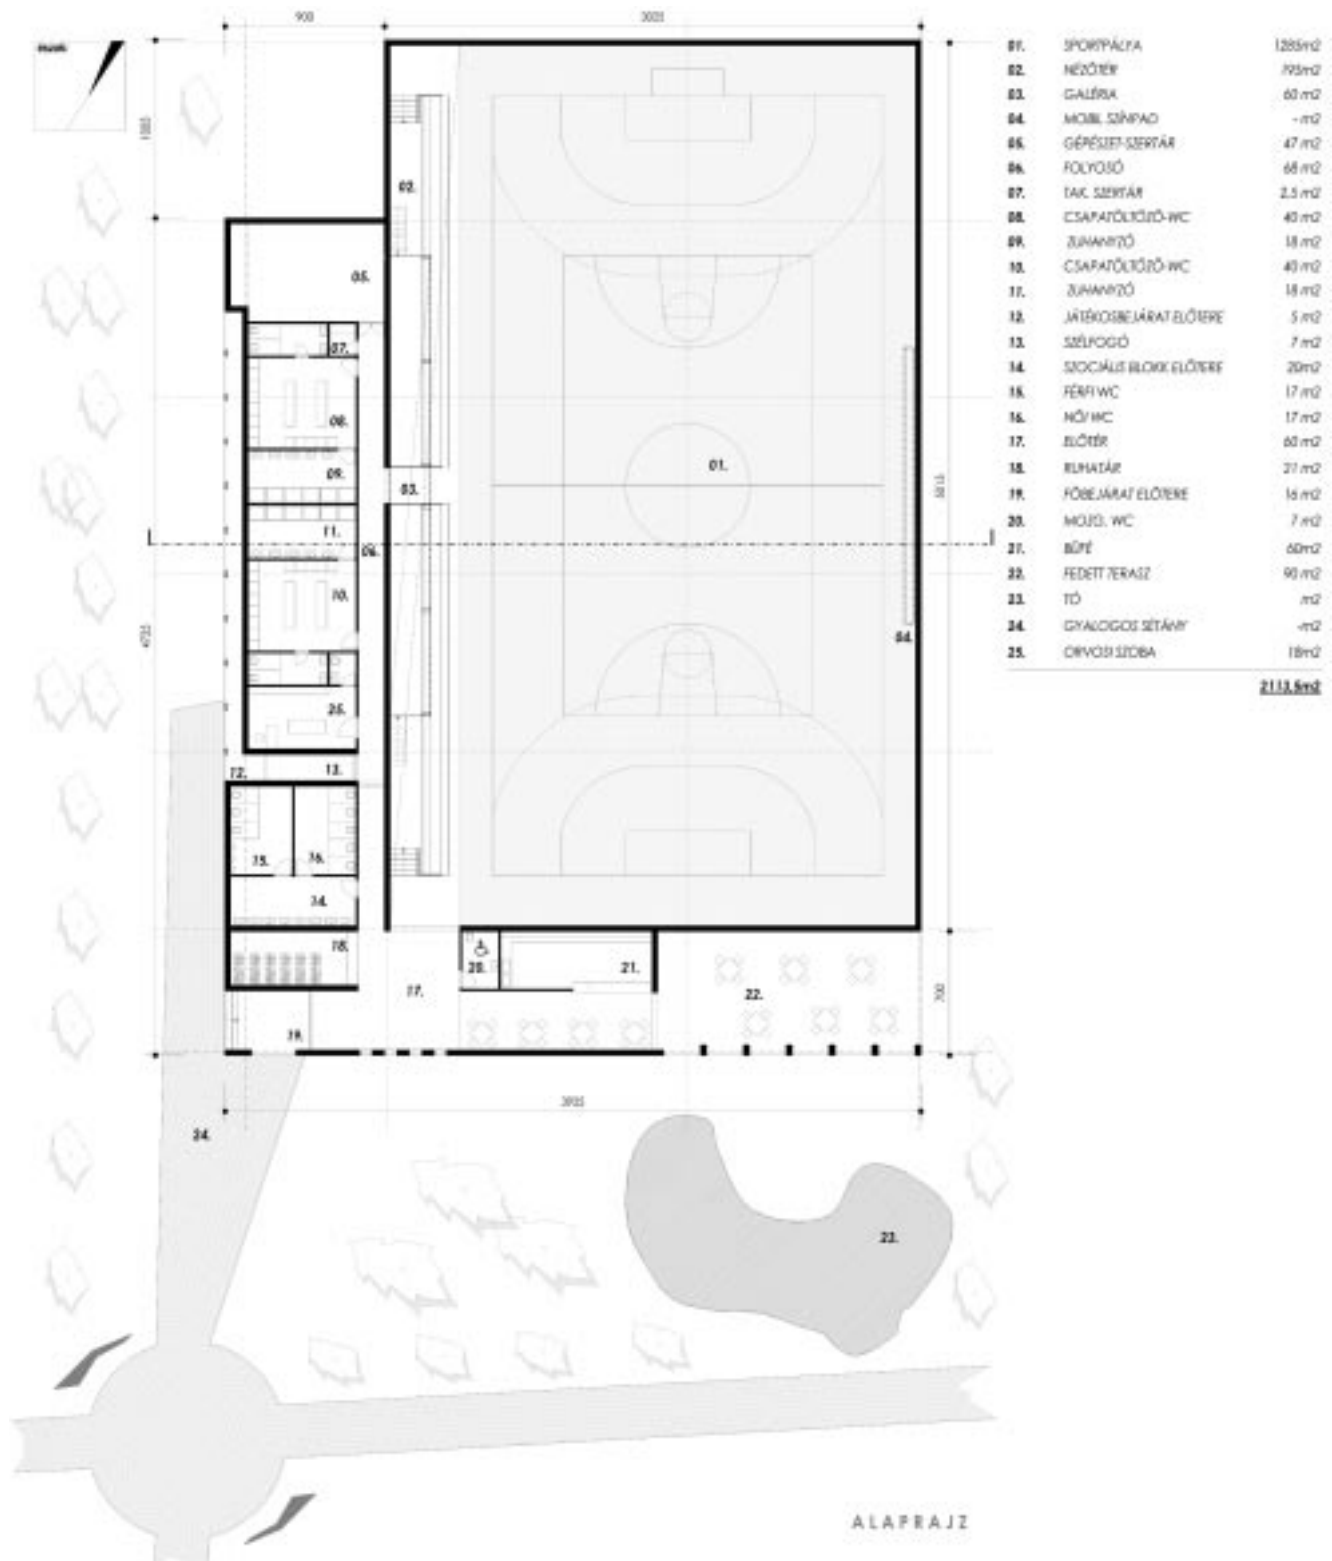 900
3025
01. SPORTPÁLYA 1285m2
02. NÉZŐTÉR 195m2
03. GALÉRIA 60 m2
04. MOBIL SZÍNPAD - m2
05. GÉPÉSZET-SZERTÁR 47 m2
06. FOLYOSÓ 68 m2
07. TAK. SZERTÁR 2,5 m2
08. CSAPATÖLTÖZŐ-WC 40 m2
09. ZUHANYZÓ 18 m2
10. CSAPATÖLTÖZŐ-WC 40 m2
11. ZUHANYZÓ 18 m2
12. JÁTÉKOSBEJÁRAT ELŐTERE 5 m2
13. SZÉLFOGÓ 7 m2
14. SZOCIÁLIS BLOKK ELŐTERE 20m2
15. FÉRFI WC 17 m2
16. NŐI WC 17 m2
17. ELŐTÉR 60 m2
18. RUHATÁR 21 m2
19. FŐBEJÁRAT ELŐTERE 16 m2
20. MOZG. WC 7 m2
21. BÜFÉ 60m2
22. FEDETT TERASZ 90 m2
23. TÓ m2
24. GYALOGOS SÉTÁNY -m2
25. ORVOSI SZOBA 18m2
2113,5m2
02.
05.
07.
08.
09.
03.
01.
11.
06.
10.
04.
4735
25.
12.
13.
15.
16.
14.
18.
20.
21.
17.
22.
700
19.
3925
24.
23.
ALAPRAJZ